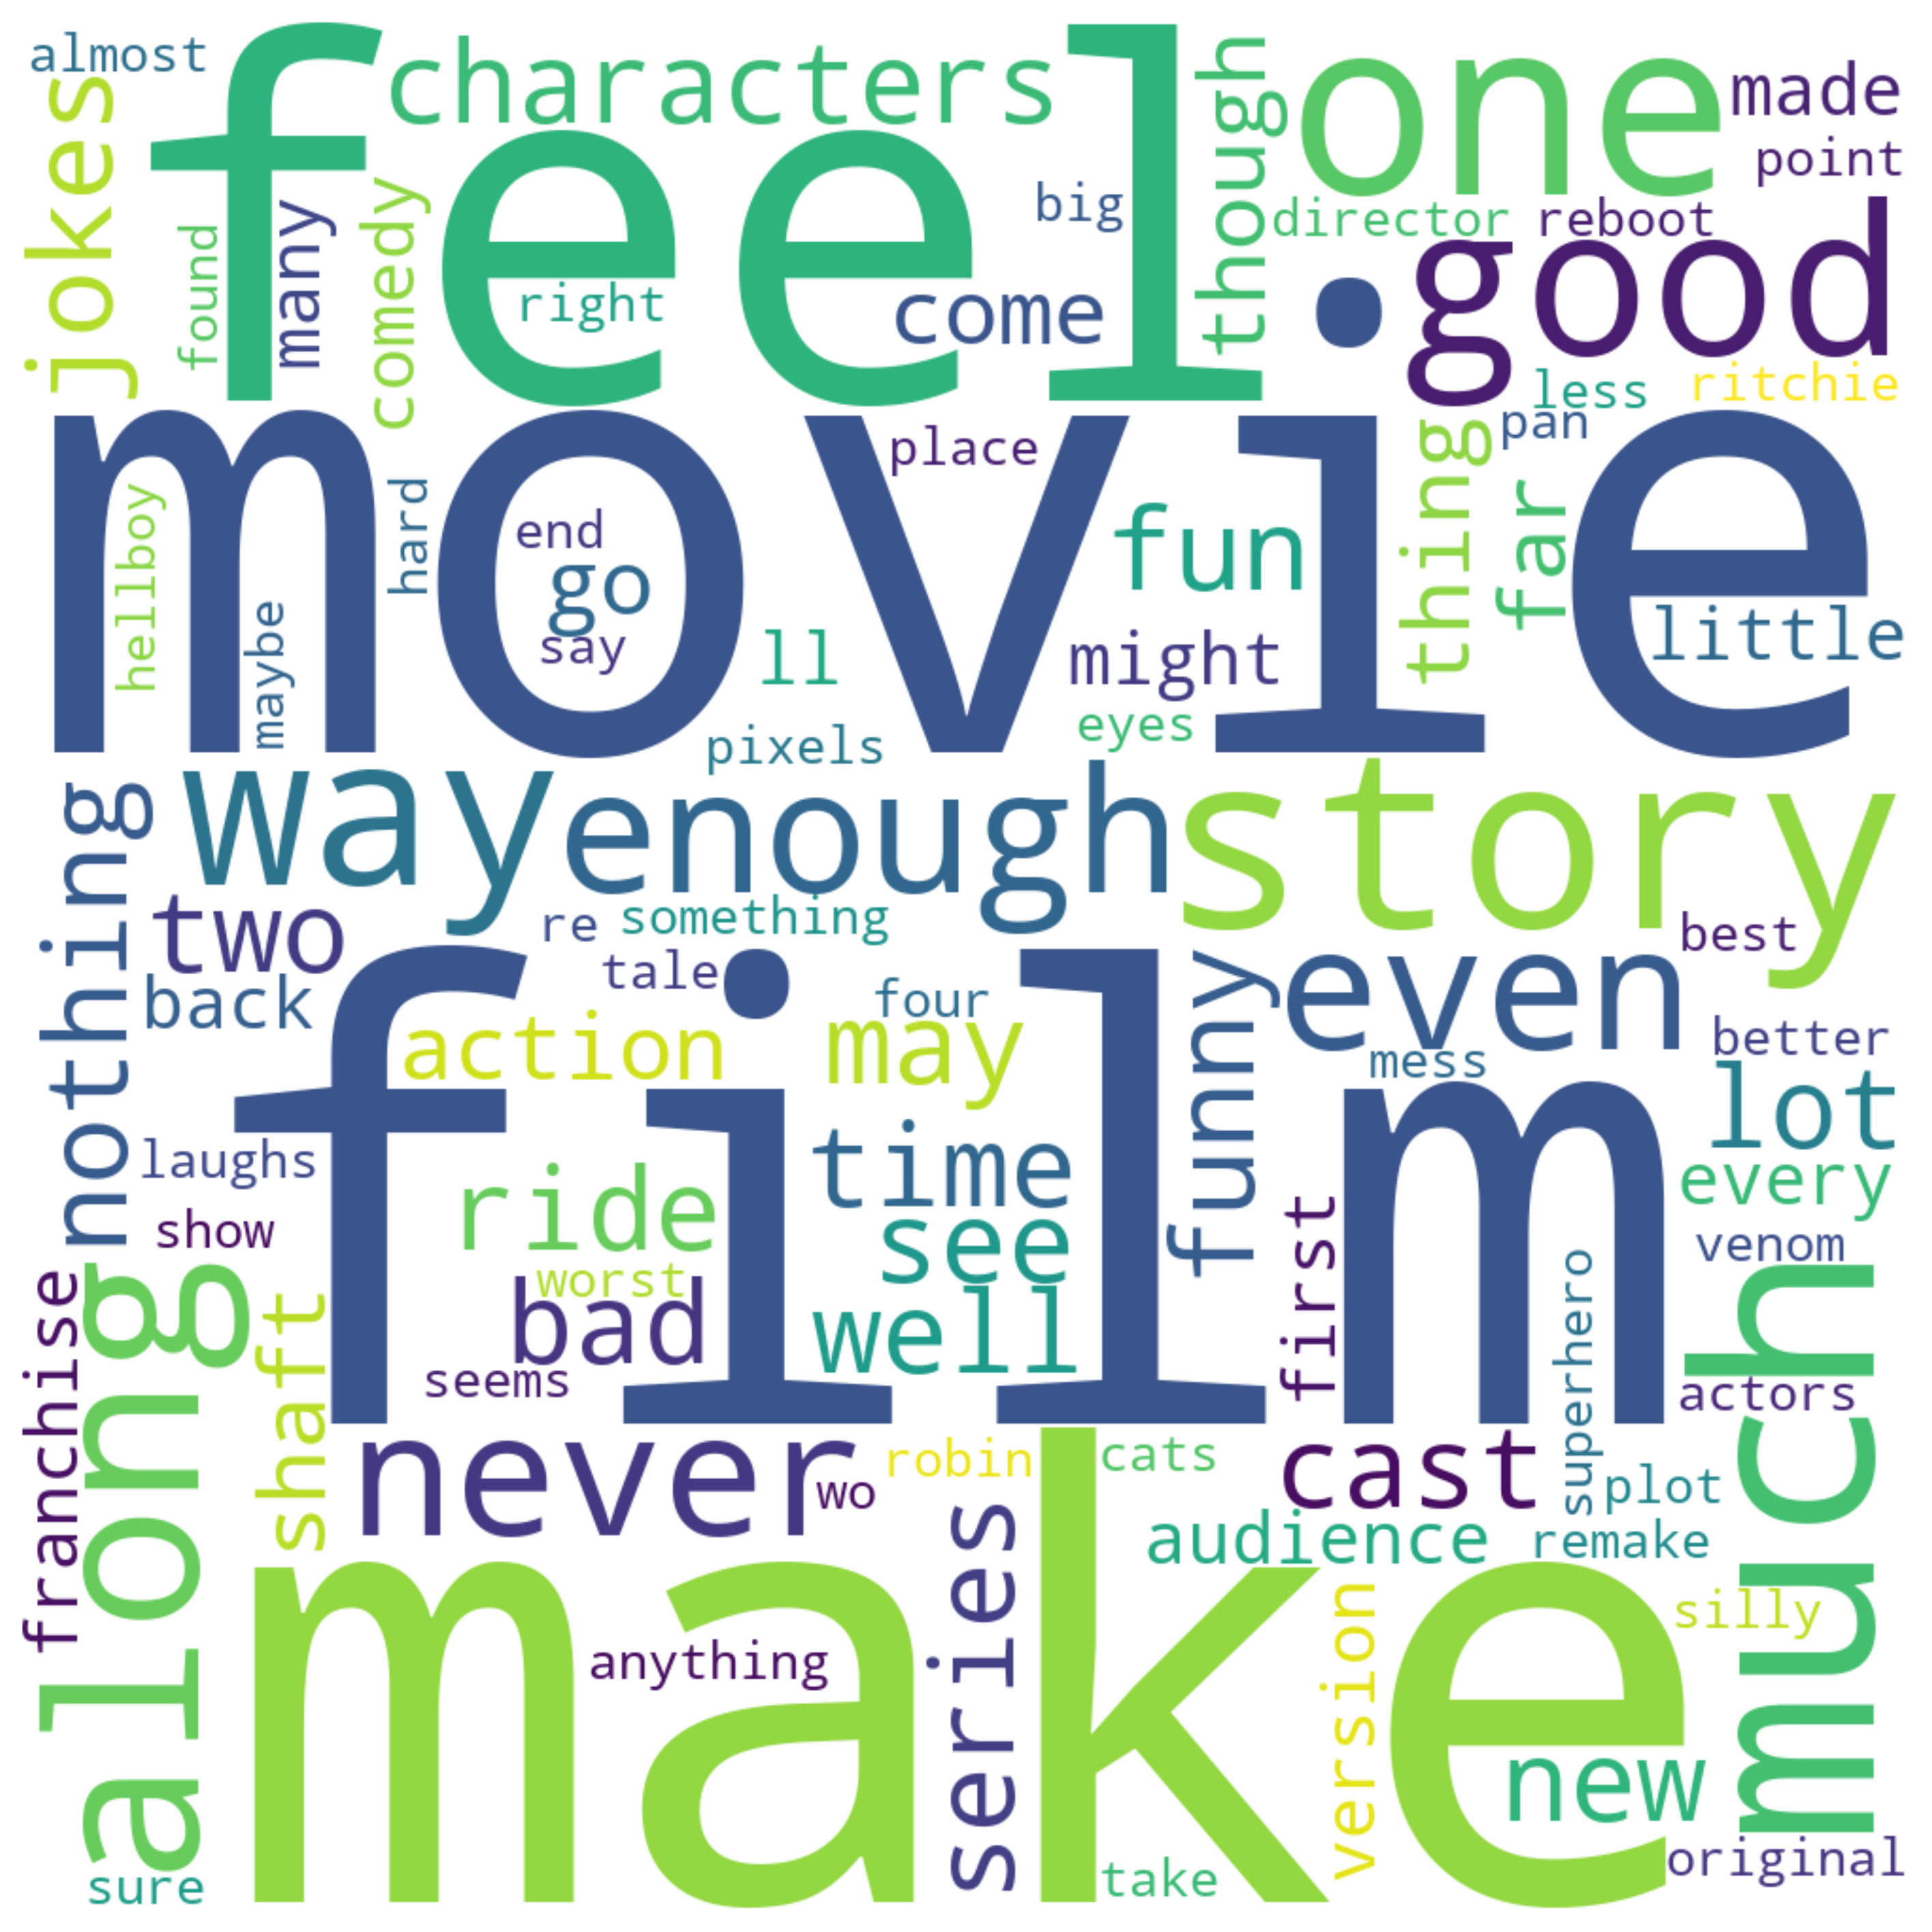 almost
characters
one
made
jokes
feel
though
point
found
many
comedy
big
director
reboot
right
come
good
less
ritchie
movie
place
thing
pan
far
hellboy
hard
end
go
say
fun
little
maybe
ll
might
eyes
pixels
nothing
way
enough
story
two
re
something
best
back
tale
four
funny
even
film
action
may
mess
better
lot
laughs
time
every
show
ride
see
first
venom
worst
superhero
franchise
along
shaft
bad
well
much
seems
actors
never
wo
robin
cats
cast
plot
series
audience
remake
make
version
silly
anything
new
original
sure
take